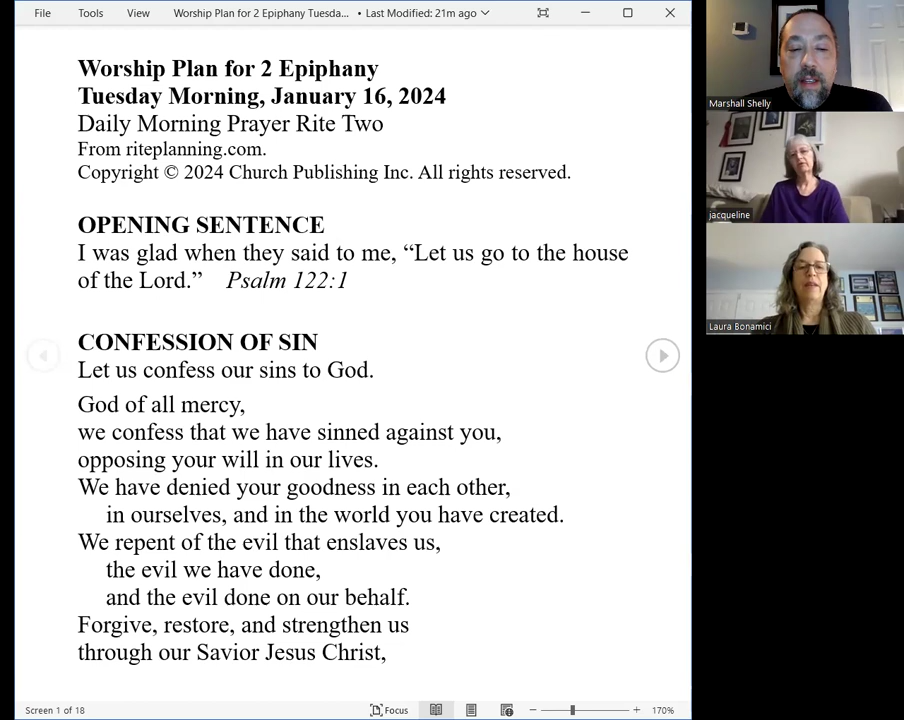 File Tools View Worship Plan for 2 Epiphany Tuesda... • Last Modified: 21m ago
Worship Plan for 2 Epiphany
Tuesday Morning, January 16, 2024
Daily Morning Prayer Rite Two
From riteplanning.com.
Copyright © 2024 Church Publishing Inc. All rights reserved.
OPENING SENTENCE
I was glad when they said to me, “Let us go to the house
of the Lord.” Psalm 122:1
CONFESSION OF SIN
Let us confess our sins to God.
God of all mercy,
we confess that we have sinned against you,
opposing your will in our lives.
We have denied your goodness in each other,
in ourselves, and in the world you have created.
We repent of the evil that enslaves us,
the evil we have done,
and the evil done on our behalf.
Forgive, restore, and strengthen us
through our Savior Jesus Christ,
Screen 1 of 18 Focus 170%
Marshall Shelly
jacqueline
Laura Bonamici